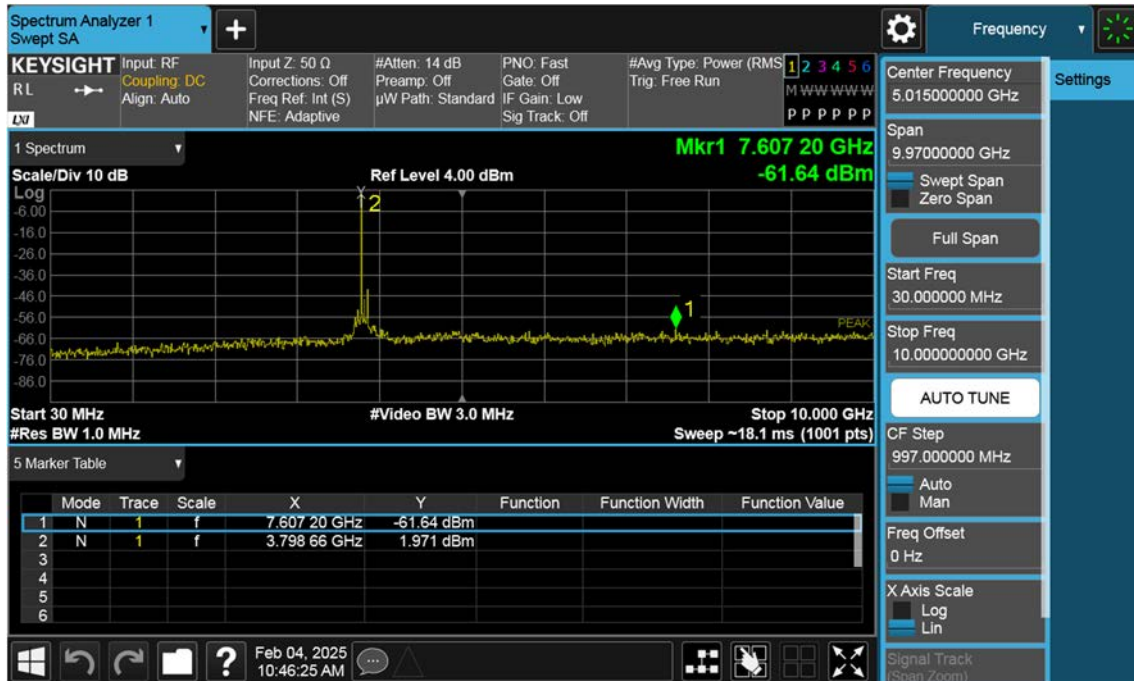 Spectrum Analyzer 1
Swept SA
Frequency
KEYSIGHT
RL
LXI
Input: RF
Coupling: DC
Align: Auto
Input Z: 50 Ω
Corrections: Off
Freq Ref: Int (S)
NFE: Adaptive
#Atten: 14 dB
Preamp: Off
µW Path: Standard
PNO: Fast
Gate: Off
IF Gain: Low
Sig Track: Off
#Avg Type: Power (RMS
Trig: Free Run
1 2 3 4 5 6
M W W W W W
P P P P P P
1 Spectrum
Scale/Div 10 dB
Ref Level 4.00 dBm
Mkr1 7.607 20 GHz
-61.64 dBm
Log
-6.00
-16.0
-26.0
-36.0
-46.0
-56.0
-66.0
-76.0
-86.0
2
1
PEAK
Start 30 MHz
#Video BW 3.0 MHz
Stop 10.000 GHz
#Res BW 1.0 MHz
Sweep ~18.1 ms (1001 pts)
5 Marker Table
Mode Trace Scale X Y Function Function Width Function Value
1 N 1 f 7.607 20 GHz -61.64 dBm
2 N 1 f 3.798 66 GHz 1.971 dBm
3
4
5
6
Feb 04, 2025
10:46:25 AM
Center Frequency
5.015000000 GHz
Settings
Span
9.97000000 GHz
Swept Span
Zero Span
Full Span
Start Freq
30.000000 MHz
Stop Freq
10.000000000 GHz
AUTO TUNE
CF Step
997.000000 MHz
Auto
Man
Freq Offset
0 Hz
X Axis Scale
Log
Lin
Signal Track
(Span Zoom)